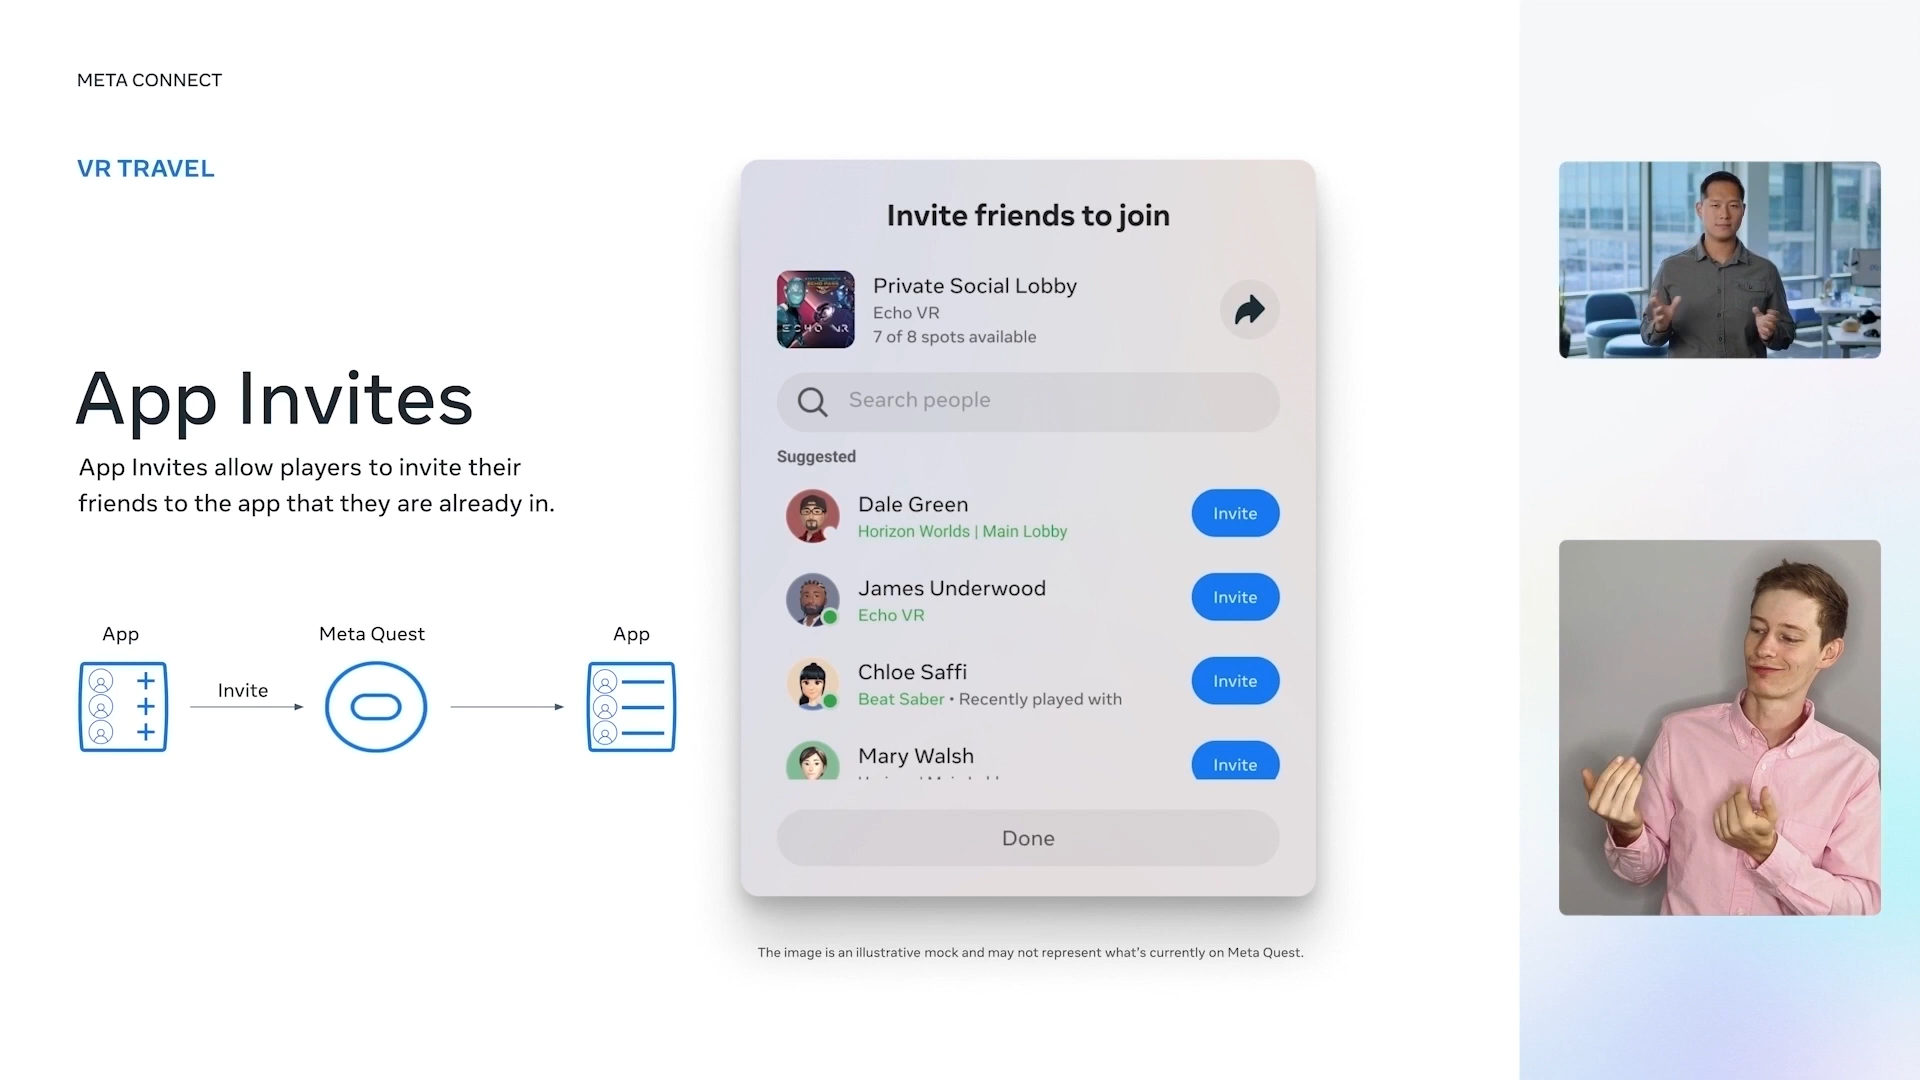 META CONNECT
VR TRAVEL
App Invites
App Invites allow players to invite their
friends to the app that they are already in.
App
Invite
Meta Quest
App
Invite friends to join
ECHO VR
Private Social Lobby
Echo VR
7 of 8 spots available
Search people
Suggested
Dale Green
Horizon Worlds | Main Lobby
Invite
James Underwood
Echo VR
Invite
Chloe Saffi
Beat Saber • Recently played with
Invite
Mary Walsh
Invite
Done
The image is an illustrative mock and may not represent what's currently on Meta Quest.